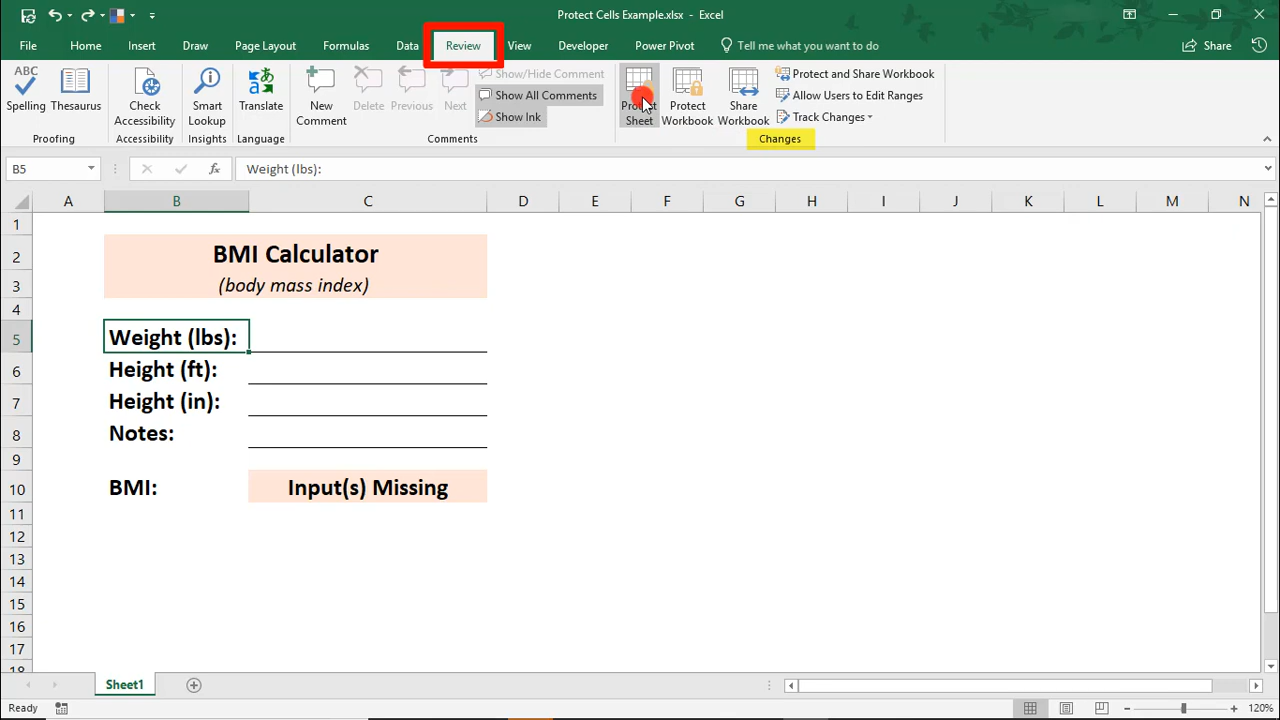 Protect Cells Example.xlsx - Excel
File Home Insert Draw Page Layout Formulas Data Review View Developer Power Pivot Tell me what you want to do Share
ABC
Spelling
Thesaurus
Proofing
Check
Accessibility
Accessibility
Smart
Lookup
Insights
Translate
Language
New
Comment
Delete
Previous
Next
Show/Hide Comment
Show All Comments
Show Ink
Comments
Protect
Sheet
Protect
Workbook
Share
Workbook
Protect and Share Workbook
Allow Users to Edit Ranges
Track Changes
Changes
B5 fx Weight (lbs):
A B C D E F G H I J K L M N
1
2 BMI Calculator
3 (body mass index)
4
5 Weight (lbs):
6 Height (ft):
7 Height (in):
8 Notes:
9
10 BMI: Input(s) Missing
11
12
13
14
15
16
17
18
Sheet1
Ready 120%